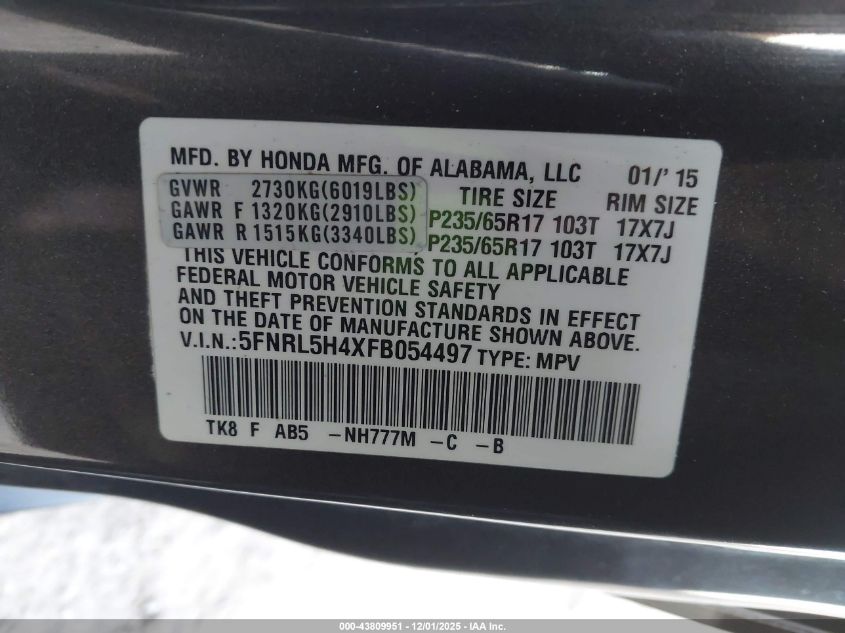 MFD. BY HONDA MFG. OF ALABAMA, LLC 01/' 15
GVWR 2730KG(6019LBS) TIRE SIZE RIM SIZE
GAWR F 1320KG(2910LBS) P235/65R17 103T 17X7J
GAWR R 1515KG(3340LBS) P235/65R17 103T 17X7J
THIS VEHICLE CONFORMS TO ALL APPLICABLE
FEDERAL MOTOR VEHICLE SAFETY
AND THEFT PREVENTION STANDARDS IN EFFECT
ON THE DATE OF MANUFACTURE SHOWN ABOVE.
V.I.N.:5FNRL5H4XFB054497 TYPE: MPV
TK8 F AB5 -NH777M -C -B
000-43809951 - 12/01/2025 - IAA Inc.